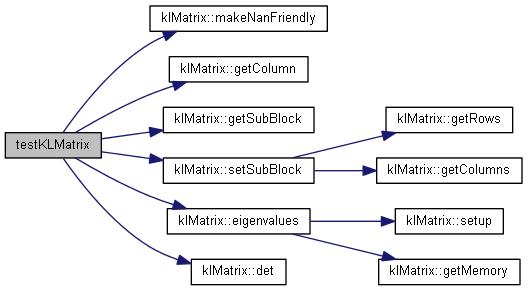 klMatrix::makeNanFriendly
klMatrix::getColumn
klMatrix::getSubBlock
klMatrix::getRows
testKLMatrix
klMatrix::setSubBlock
klMatrix::getColumns
klMatrix::eigenvalues
klMatrix::setup
klMatrix::det
klMatrix::getMemory